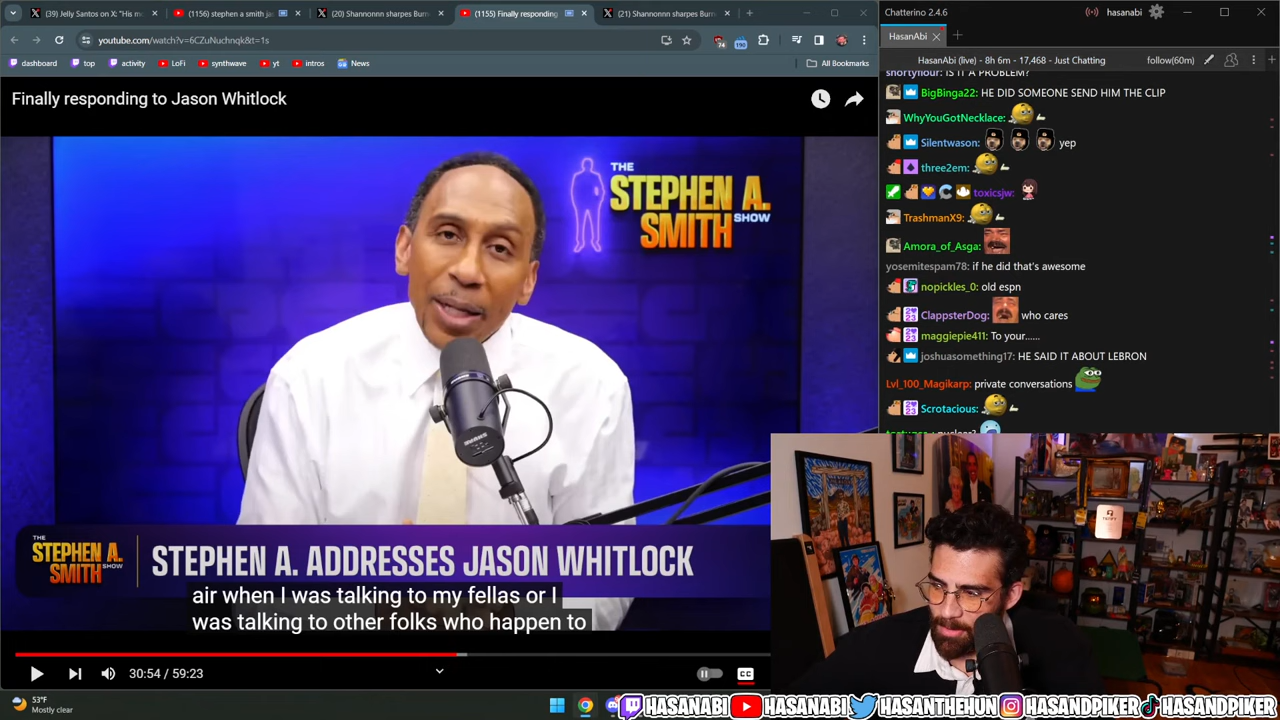 (39) Jelly Santos on X: "His m
(1156) stephen a smith jas
(20) Shannonnn sharpes Bur
(1155) Finally responding
(21) Shannonnn sharpes Bur
youtube.com/watch?v=6CZuNuchnqk&t=1s
74
190
dashboard
top
activity
LoFi
synthwave
yt
intros
News
All Bookmarks
Finally responding to Jason Whitlock
THE
STEPHEN A.
SMITH
SHOW
THE
STEPHEN A.
SMITH
SHOW
STEPHEN A. ADDRESSES JASON WHITLOCK
air when I was talking to my fellas or I
was talking to other folks who happen to
30:54 / 59:23
CC
53°F
Mostly clear
Chatterino 2.4.6
hasanabi
HasanAbi
HasanAbi (live) - 8h 6m - 17,468 - Just Chatting
follow(60m)
shortyflour: IS IT A PROBLEM?
BigBinga22: HE DID SOMEONE SEND HIM THE CLIP
WhyYouGotNecklace:
Silentwason: yep
three2em:
toxicsjw:
TrashmanX9:
Amora_of_Asga:
yosemitespam78: if he did that's awesome
nopickles_0: old espn
ClappsterDog: who cares
maggiepie411: To your......
joshuasomething17: HE SAID IT ABOUT LEBRON
Lvl_100_Magikarp: private conversations
Scrotacious:
HASANABI
HASANABI
HASANTHEHUN
HASANDPIKER
HASANDPIKER